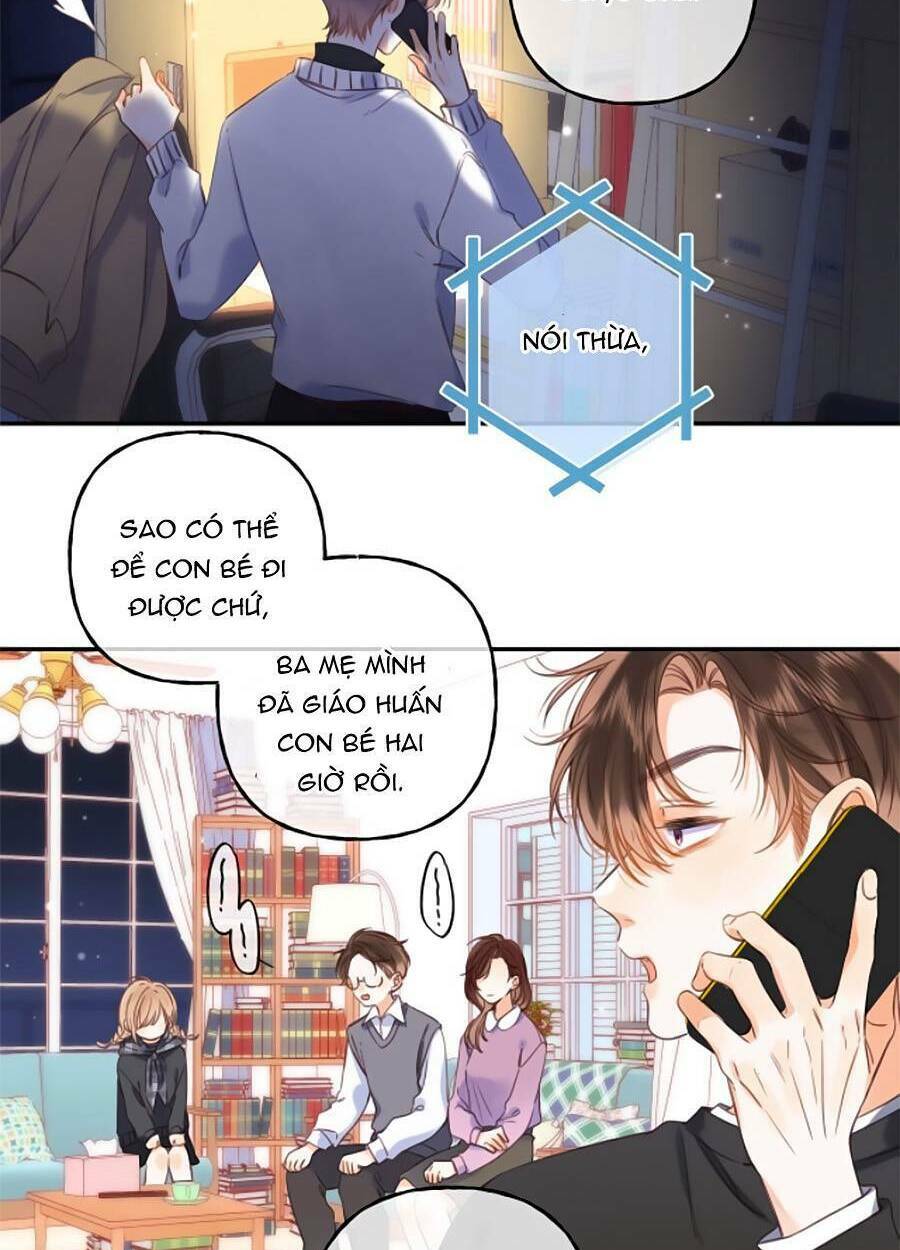 NÓI THỪA,
SAO CÓ THỂ
ĐỂ CON BÉ ĐI
ĐƯỢC CHỨ,
BA MẸ MÌNH
ĐÃ GIÁO HUẤN
CON BÉ HAI
GIỜ RỒI.